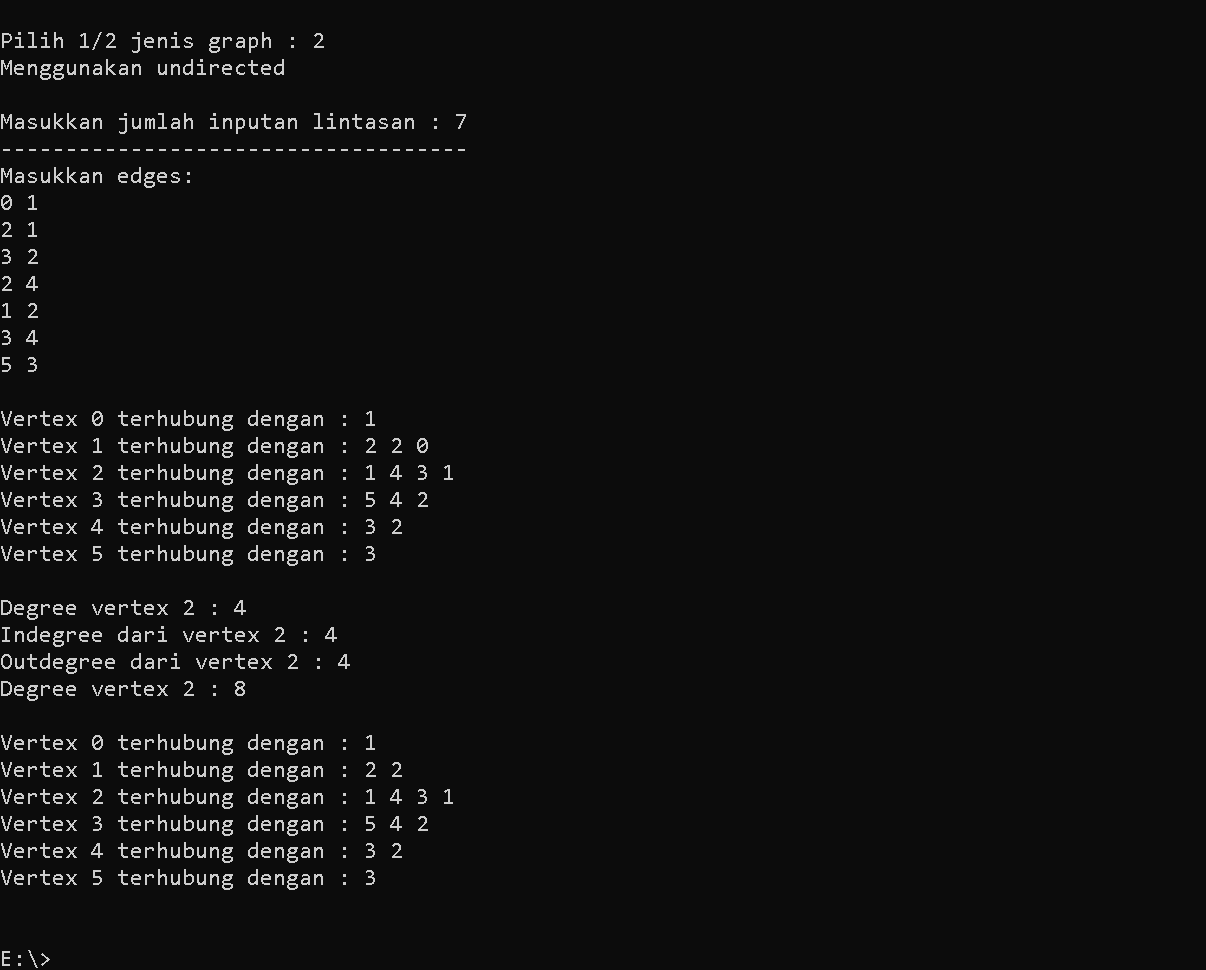 Pilih 1/2 jenis graph : 2
Menggunakan undirected
Masukkan jumlah inputan lintasan : 7
------------------------------------
Masukkan edges:
0 1
2 1
3 2
2 4
1 2
3 4
5 3
Vertex 0 terhubung dengan : 1
Vertex 1 terhubung dengan : 2 2 0
Vertex 2 terhubung dengan : 1 4 3 1
Vertex 3 terhubung dengan : 5 4 2
Vertex 4 terhubung dengan : 3 2
Vertex 5 terhubung dengan : 3
Degree vertex 2 : 4
Indegree dari vertex 2 : 4
Outdegree dari vertex 2 : 4
Degree vertex 2 : 8
Vertex 0 terhubung dengan : 1
Vertex 1 terhubung dengan : 2 2
Vertex 2 terhubung dengan : 1 4 3 1
Vertex 3 terhubung dengan : 5 4 2
Vertex 4 terhubung dengan : 3 2
Vertex 5 terhubung dengan : 3
E:\>